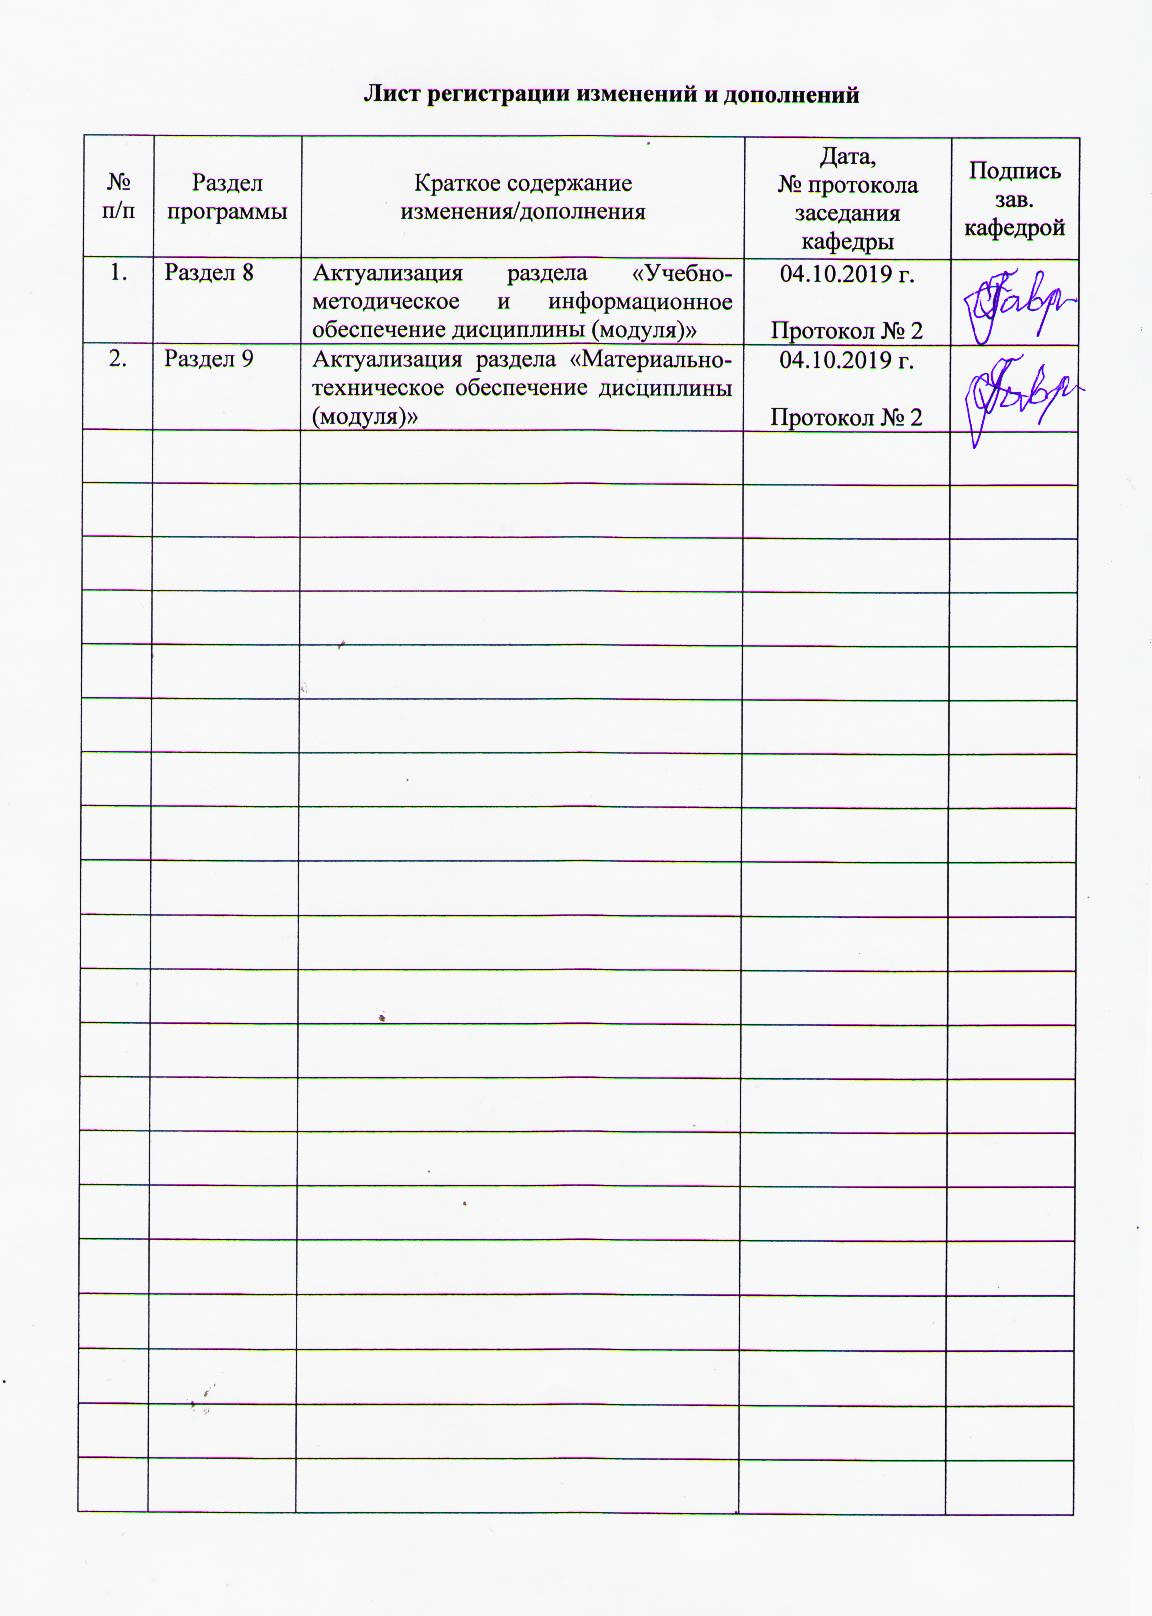 Лист регистрации изменений и дополнений
№
п/п
Раздел
программы
Краткое содержание
изменения/дополнения
Дата,
№ протокола
заседания
кафедры
Подпись
зав.
кафедрой
1.
Раздел 8
Актуализация раздела «Учебно-
методическое и информационное
обеспечение дисциплины (модуля)»
04.10.2019 г.
Протокол № 2
2.
Раздел 9
Актуализация раздела «Материально-
техническое обеспечение дисциплины
(модуля)»
04.10.2019 г.
Протокол № 2